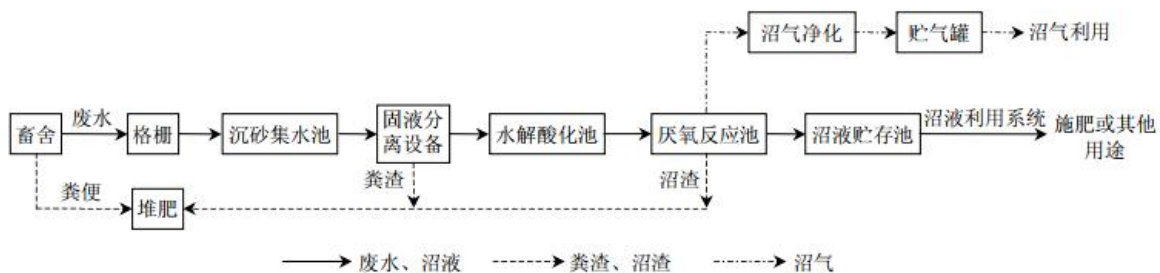 沼气净化 贮气罐 沼气利用
畜舍 废水 格栅 沉砂集水池 固液分离设备 水解酸化池 厌氧反应池 沼液贮存池 沼液利用系统 施肥或其他用途
粪便 堆肥 粪渣 沼渣
废水、沼液 粪渣、沼渣 沼气